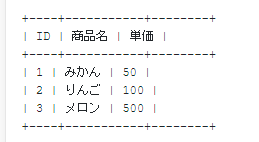 +----+------------+--------+
| ID | 商品名 | 単価 |
+----+------------+--------+
| 1 | みかん | 50 |
| 2 | りんご | 100 |
| 3 | メロン | 500 |
+----+------------+--------+